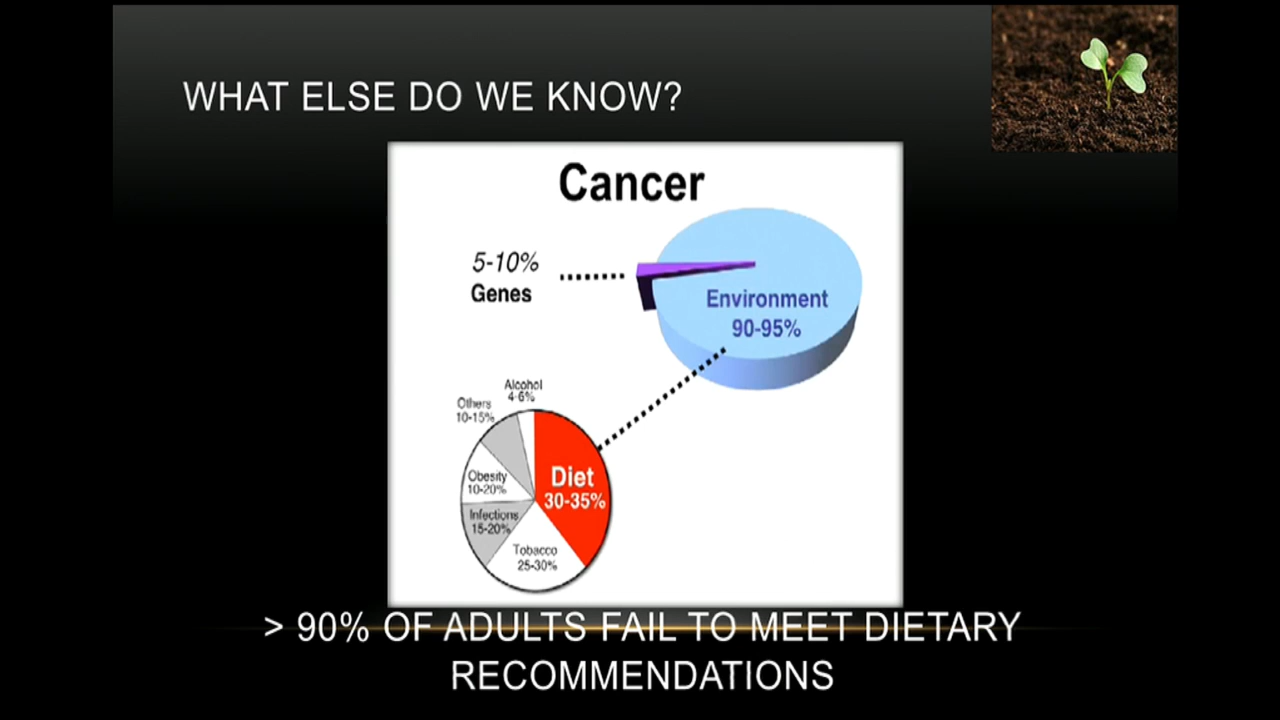 WHAT ELSE DO WE KNOW?
Cancer
5-10%
Genes
Environment
90-95%
Alcohol
4-6%
Others
10-15%
Diet
30-35%
Obesity
10-20%
Infections
15-20%
Tobacco
25-30%
> 90% OF ADULTS FAIL TO MEET DIETARY
RECOMMENDATIONS